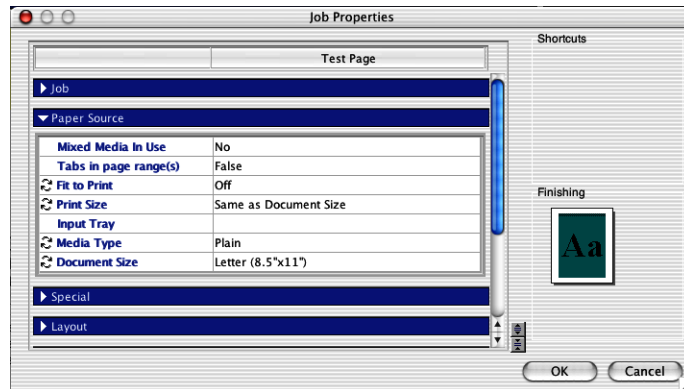 Job Properties
Shortcuts
Test Page
Job
Paper Source
Mixed Media In Use No
Tabs in page range(s) False
Fit to Print Off
Print Size Same as Document Size
Input Tray
Media Type Plain
Document Size Letter (8.5"x11")
Finishing
Aa
Special
Layout
OK Cancel